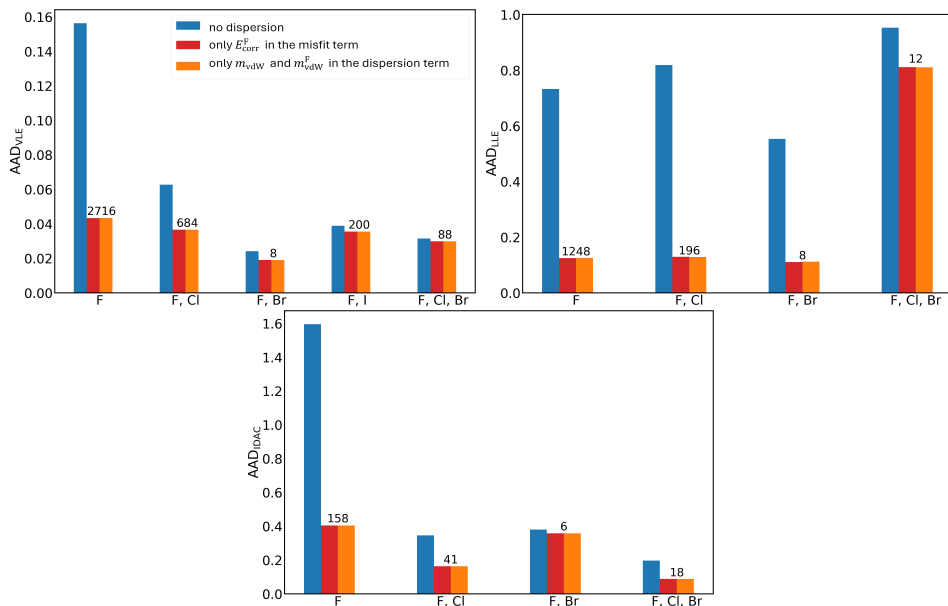 0.16
0.14
0.12
0.10
0.08
0.06
0.04
0.02
0.00
AAD_VLE
no dispersion
only E^F_corr in the misfit term
only m_vdW and m^F_vdW in the dispersion term
2716
684
8
200
88
F
F, Cl
F, Br
F, I
F, Cl, Br
1.0
0.8
0.6
0.4
0.2
0.0
AAD_LLE
1248
196
8
12
F
F, Cl
F, Br
F, Cl, Br
1.6
1.4
1.2
1.0
0.8
0.6
0.4
0.2
0.0
AAD_IDAC
158
41
6
18
F
F, Cl
F, Br
F, Cl, Br